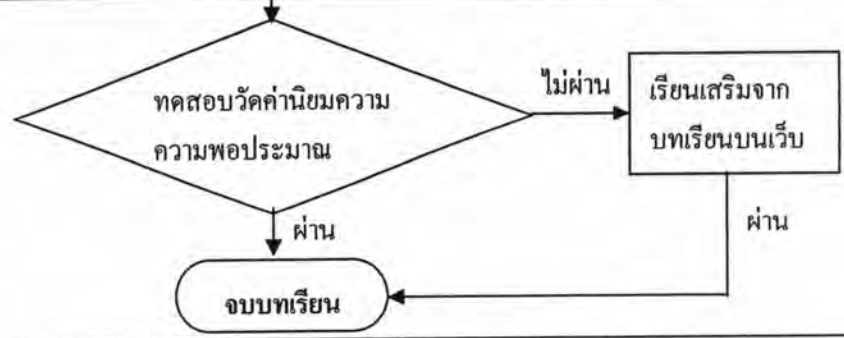 ทดสอบวัดค่านิยมความ
ความพอประมาณ
ไม่ผ่าน
เรียนเสริมจาก
บทเรียนบนเว็บ
ผ่าน
ผ่าน
จบบทเรียน